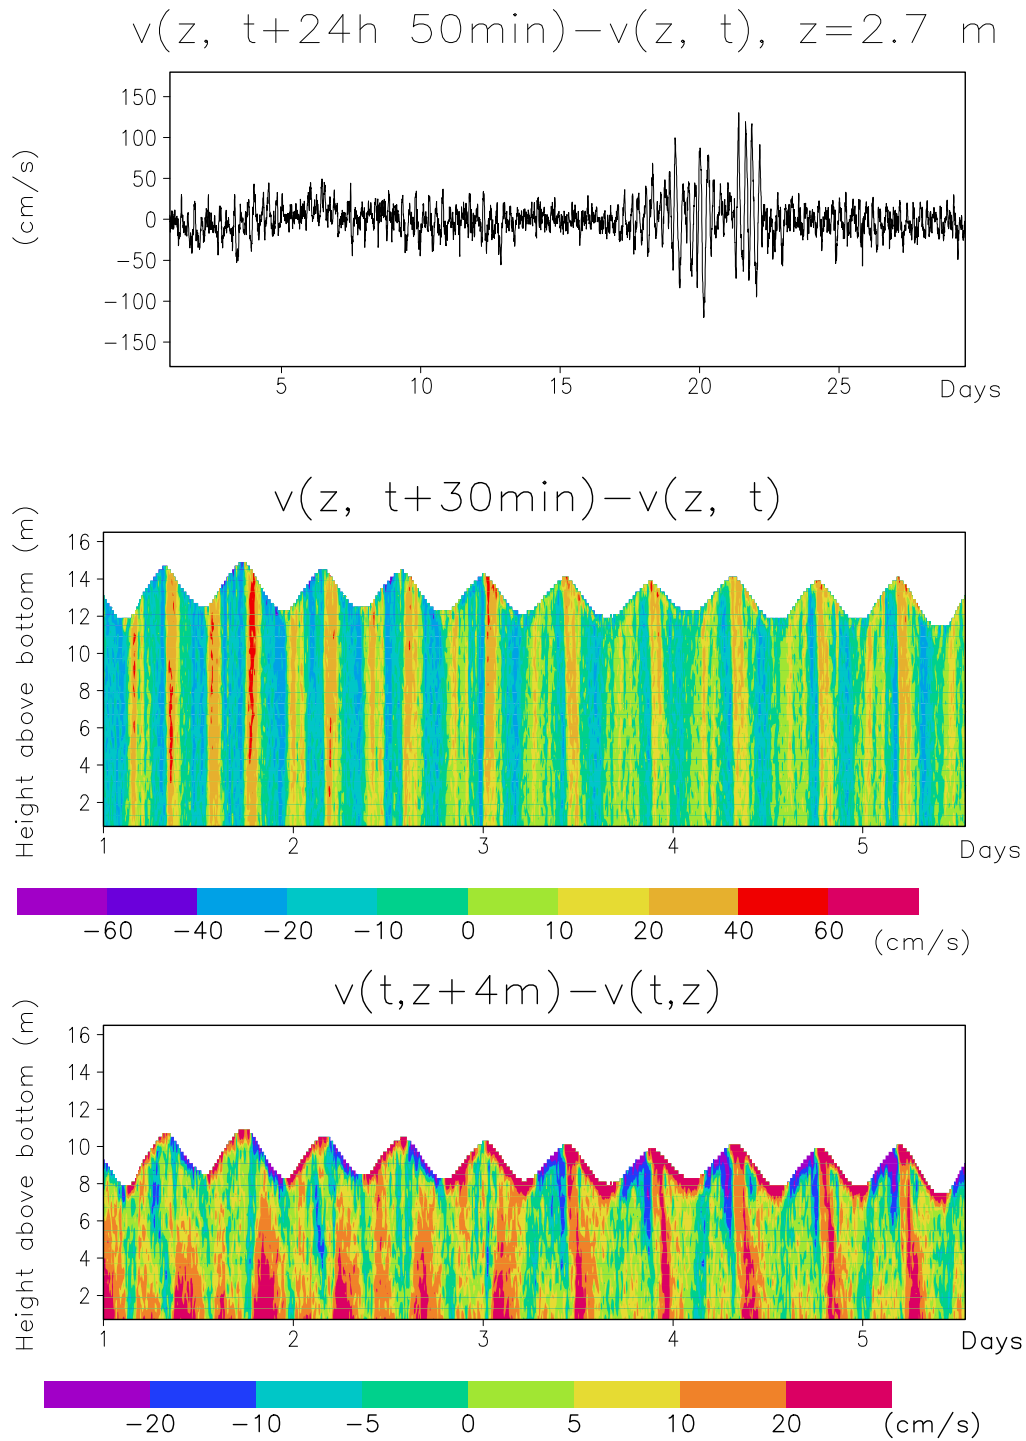 v(z, t+24h 50min)−v(z, t), z=2.7 m
(cm/s)
150
100
50
0
−50
−100
−150
5 10 15 20 25 Days
v(z, t+30min)−v(z, t)
Height above bottom (m)
16
14
12
10
8
6
4
2
1 2 3 4 5 Days
−60 −40 −20 −10 0 10 20 40 60 (cm/s)
v(t,z+4m)−v(t,z)
Height above bottom (m)
16
14
12
10
8
6
4
2
1 2 3 4 5 Days
−20 −10 −5 0 5 10 20 (cm/s)